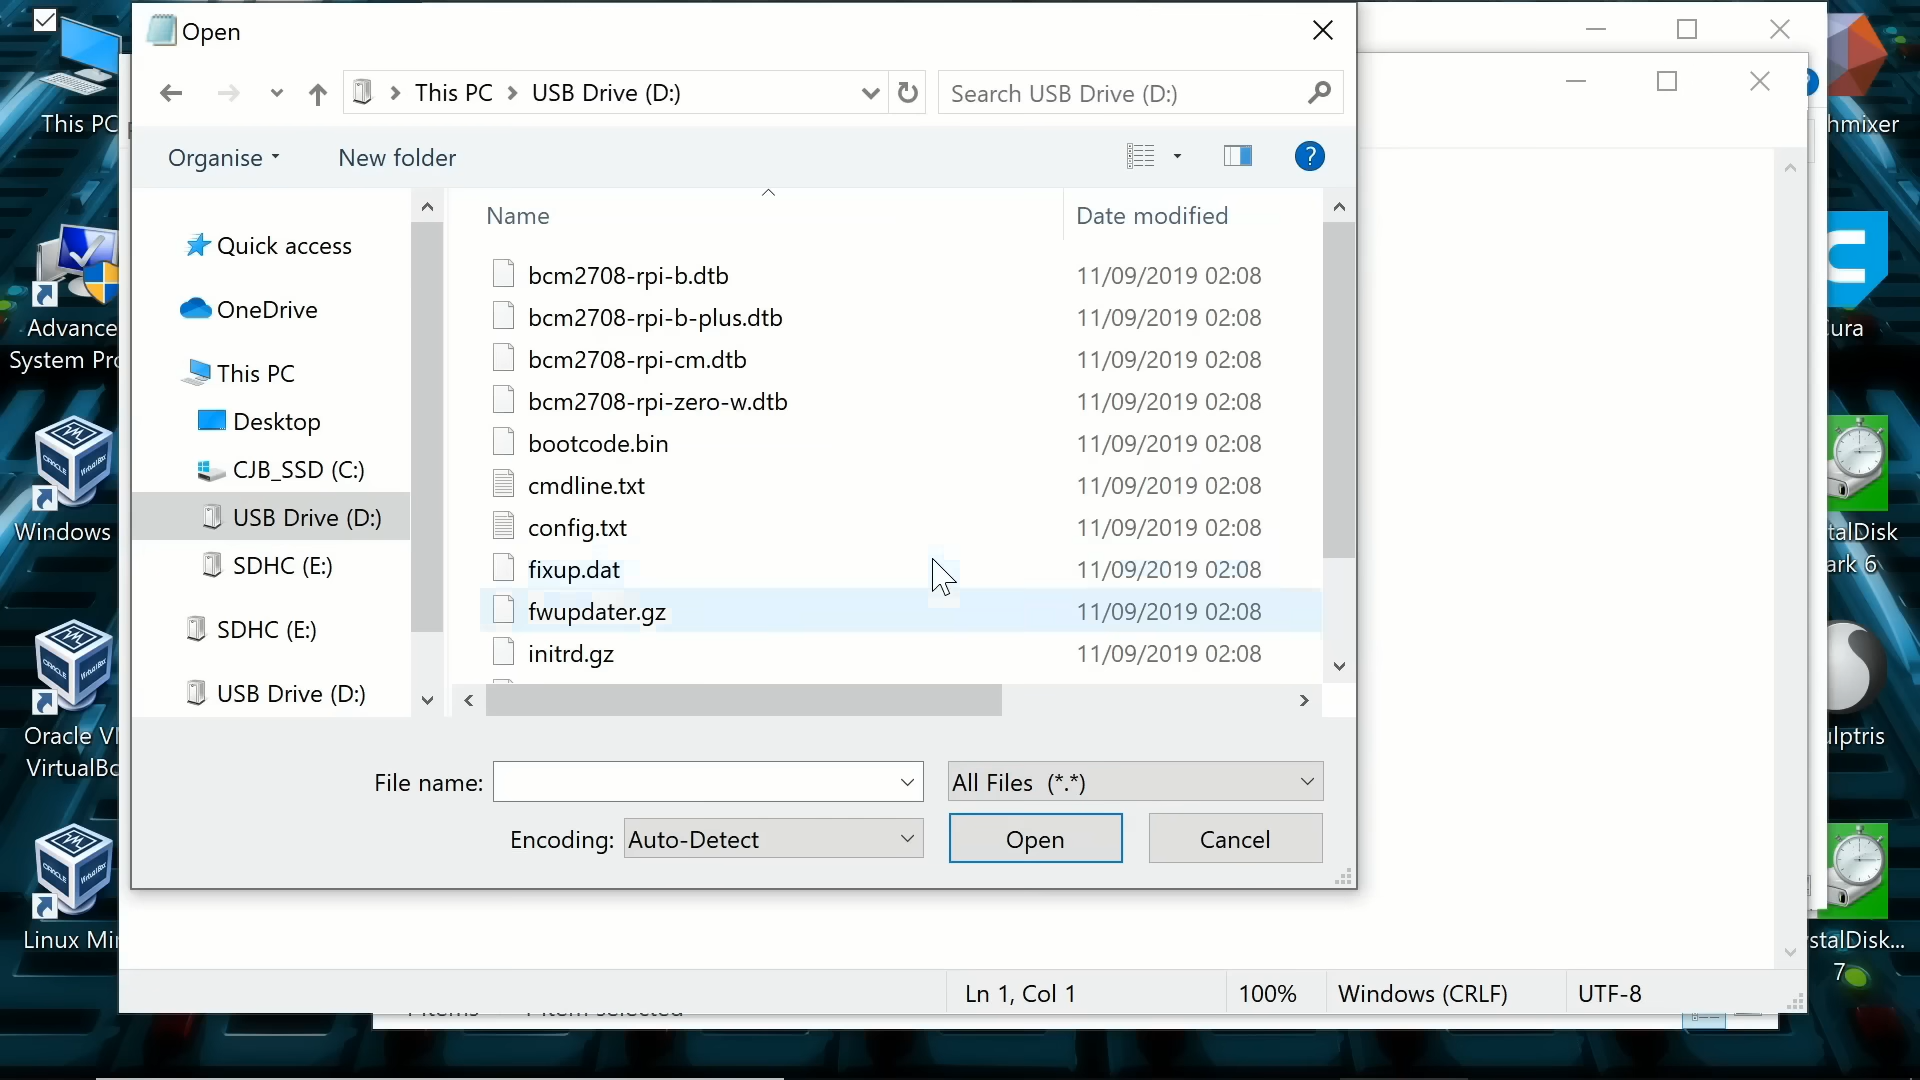 Open
This PC > USB Drive (D:)
Search USB Drive (D:)
Organise
New folder
?
Name
Date modified
Quick access
OneDrive
This PC
Desktop
CJB_SSD (C:)
USB Drive (D:)
SDHC (E:)
SDHC (E:)
USB Drive (D:)
bcm2708-rpi-b.dtb 11/09/2019 02:08
bcm2708-rpi-b-plus.dtb 11/09/2019 02:08
bcm2708-rpi-cm.dtb 11/09/2019 02:08
bcm2708-rpi-zero-w.dtb 11/09/2019 02:08
bootcode.bin 11/09/2019 02:08
cmdline.txt 11/09/2019 02:08
config.txt 11/09/2019 02:08
fixup.dat 11/09/2019 02:08
fwupdater.gz 11/09/2019 02:08
initrd.gz 11/09/2019 02:08
File name:
All Files (*.*)
Encoding: Auto-Detect
Open
Cancel
Ln 1, Col 1
100%
Windows (CRLF)
UTF-8
This PC
Advance
System Pro
Windows
Oracle VM
VirtualBo
Linux Min
hmixer
ura
talDisk
ark 6
ulptris
stalDisk...
7